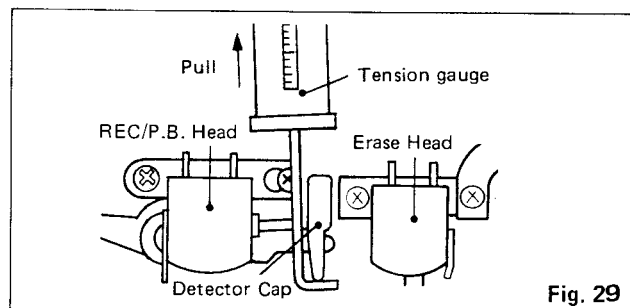 Pull
Tension gauge
REC/P.B. Head
Erase Head
Detector Cap
Fig. 29